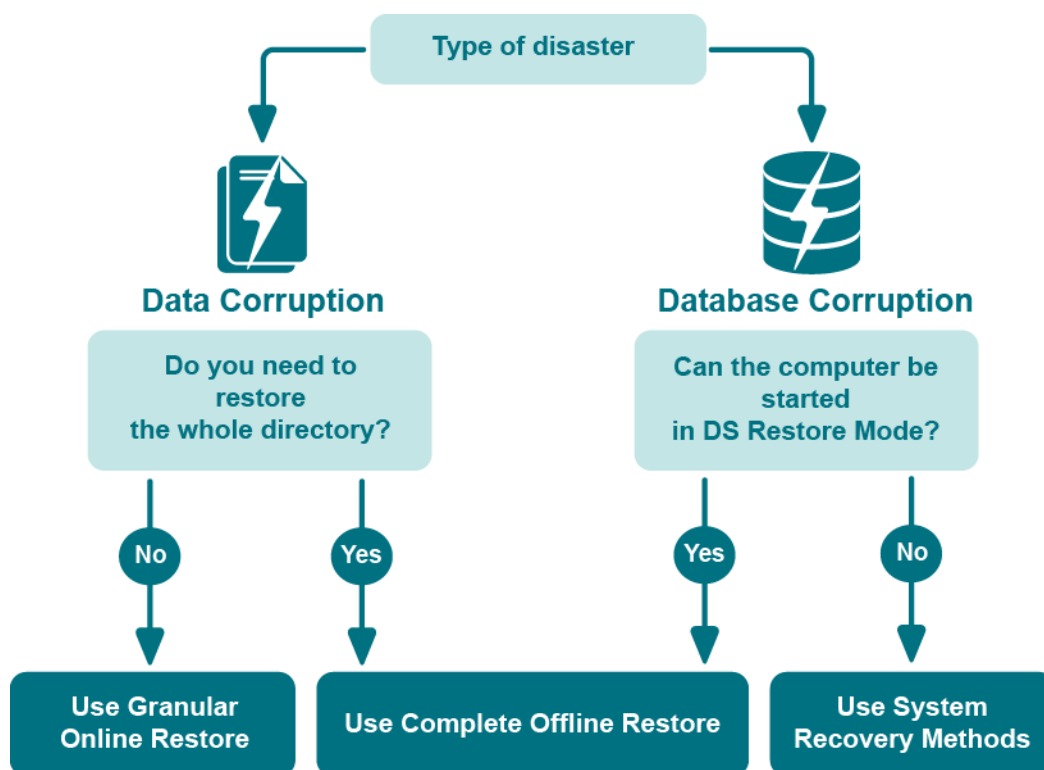 Type of disaster
Data Corruption
Database Corruption
Do you need to
restore
the whole directory?
Can the computer be
started
in DS Restore Mode?
No
Yes
Yes
No
Use Granular
Online Restore
Use Complete Offline Restore
Use System
Recovery Methods